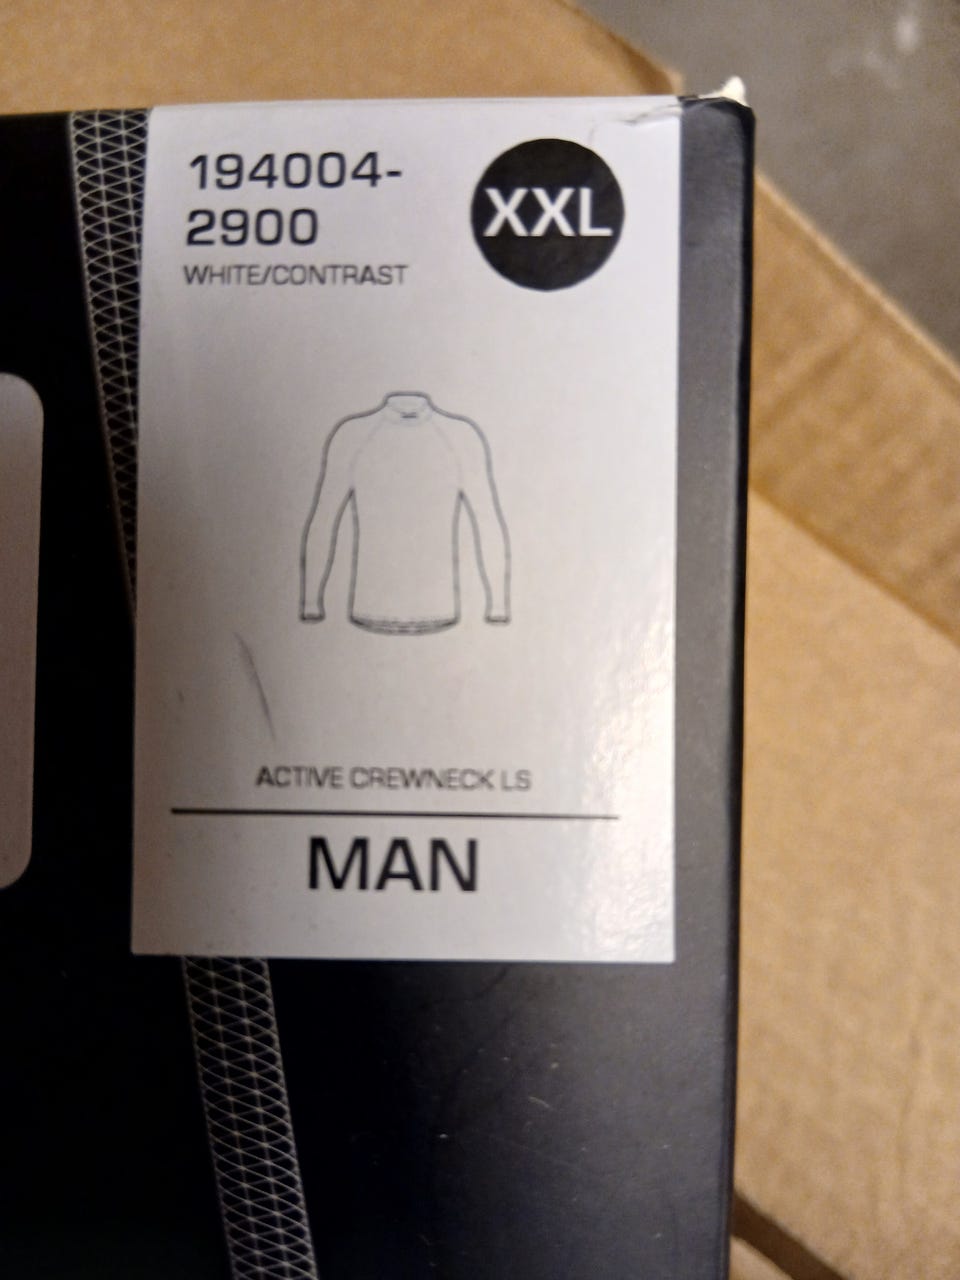 194004-
2900
WHITE/CONTRAST
XXL
ACTIVE CREWNECK LS
MAN